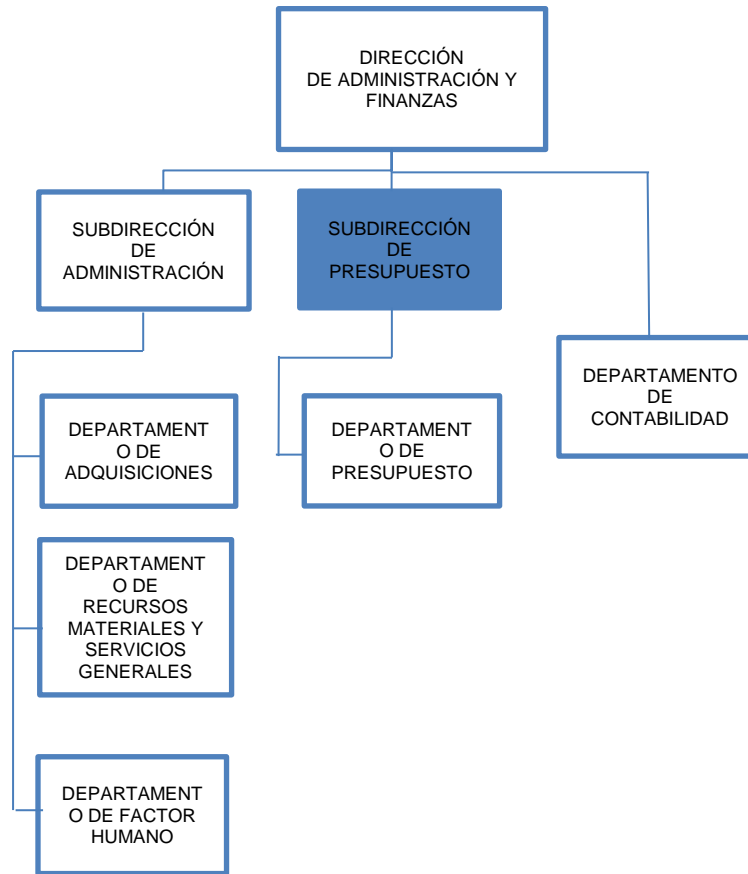 DIRECCIÓN
DE ADMINISTRACIÓN Y
FINANZAS
SUBDIRECCIÓN
DE
ADMINISTRACIÓN
SUBDIRECCIÓN
DE
PRESUPUESTO
DEPARTAMENTO
DE
CONTABILIDAD
DEPARTAMENT
O DE
ADQUISICIONES
DEPARTAMENT
O DE
PRESUPUESTO
DEPARTAMENT
O DE
RECURSOS
MATERIALES Y
SERVICIOS
GENERALES
DEPARTAMENT
O DE FACTOR
HUMANO